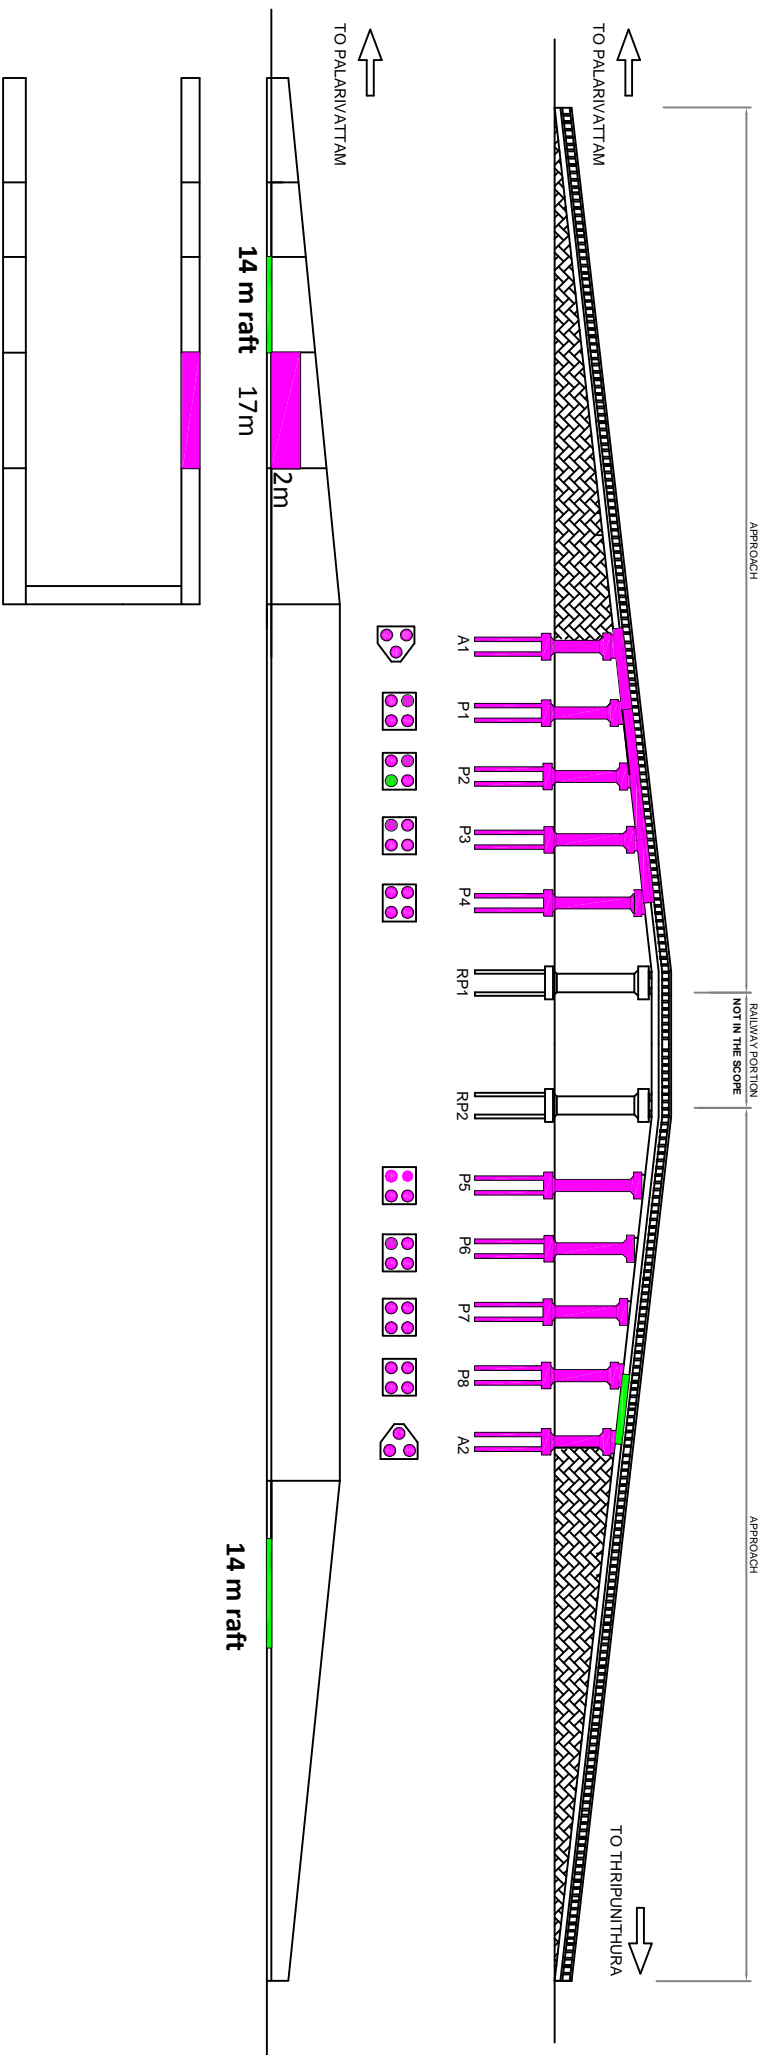 APPROACH
RAILWAY PORTION
NOT IN THE SCOPE
APPROACH
TO PALARIVATTAM
TO THRIPUNITHURA
A1
P1
P2
P3
P4
RP1
RP2
P5
P6
P7
P8
A2
TO PALARIVATTAM
2m
14 m raft
17m
14 m raft